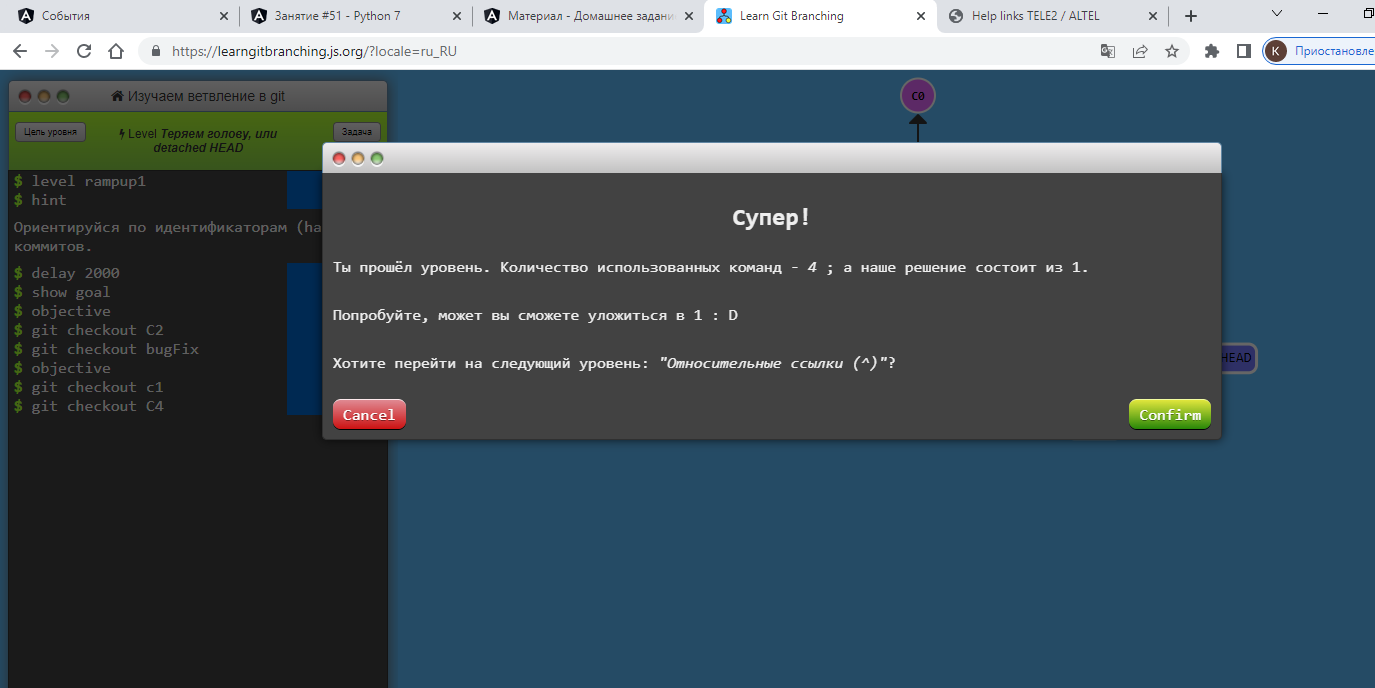 События
Занятие #51 - Python 7
Материал - Домашнее задани
Learn Git Branching
Help links TELE2 / ALTEL
https://learngitbranching.js.org/?locale=ru_RU
K
Приостановле
Изучаем ветвление в git
Цель уровня
Level Теряем голову, или
detached HEAD
Задача
$ level rampup1
$ hint
Ориентируйся по идентификаторам (ha
коммитов.
$ delay 2000
$ show goal
$ objective
$ git checkout C2
$ git checkout bugFix
$ objective
$ git checkout c1
$ git checkout C4
C0
Супер!
Ты прошёл уровень. Количество использованных команд - 4 ; а наше решение состоит из 1.
Попробуйте, может вы сможете уложиться в 1 : D
Хотите перейти на следующий уровень: "Относительные ссылки (^)"?
Cancel
Confirm
HEAD